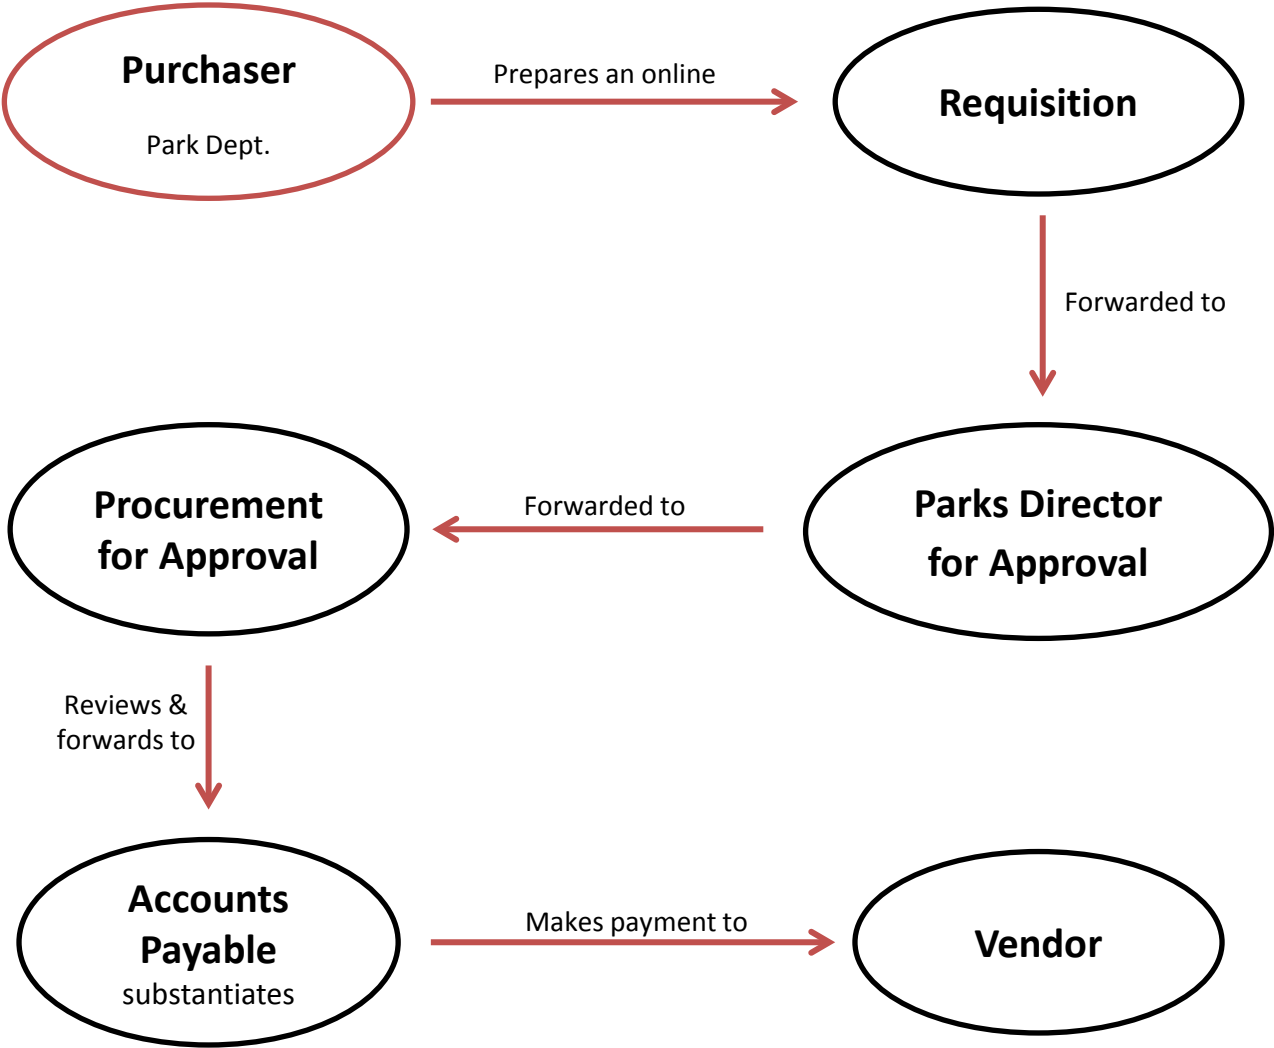 Purchaser
Park Dept.
Prepares an online
Requisition
Forwarded to
Parks Director
for Approval
Forwarded to
Procurement
for Approval
Reviews &
forwards to
Accounts
Payable
substantiates
Makes payment to
Vendor